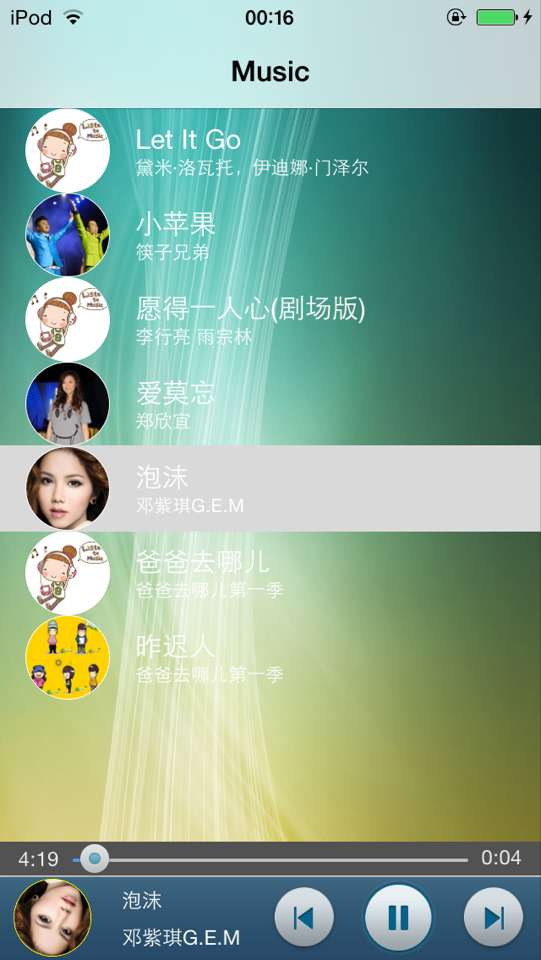 iPod 00:16
Music
Let It Go
黛米·洛瓦托，伊迪娜·门泽尔
小苹果
筷子兄弟
愿得一人心(剧场版)
李行亮 雨宗林
爱莫忘
郑欣宜
泡沫
邓紫琪G.E.M
爸爸去哪儿
爸爸去哪儿第一季
昨迟人
爸爸去哪儿第一季
4:19 0:04
泡沫
邓紫琪G.E.M